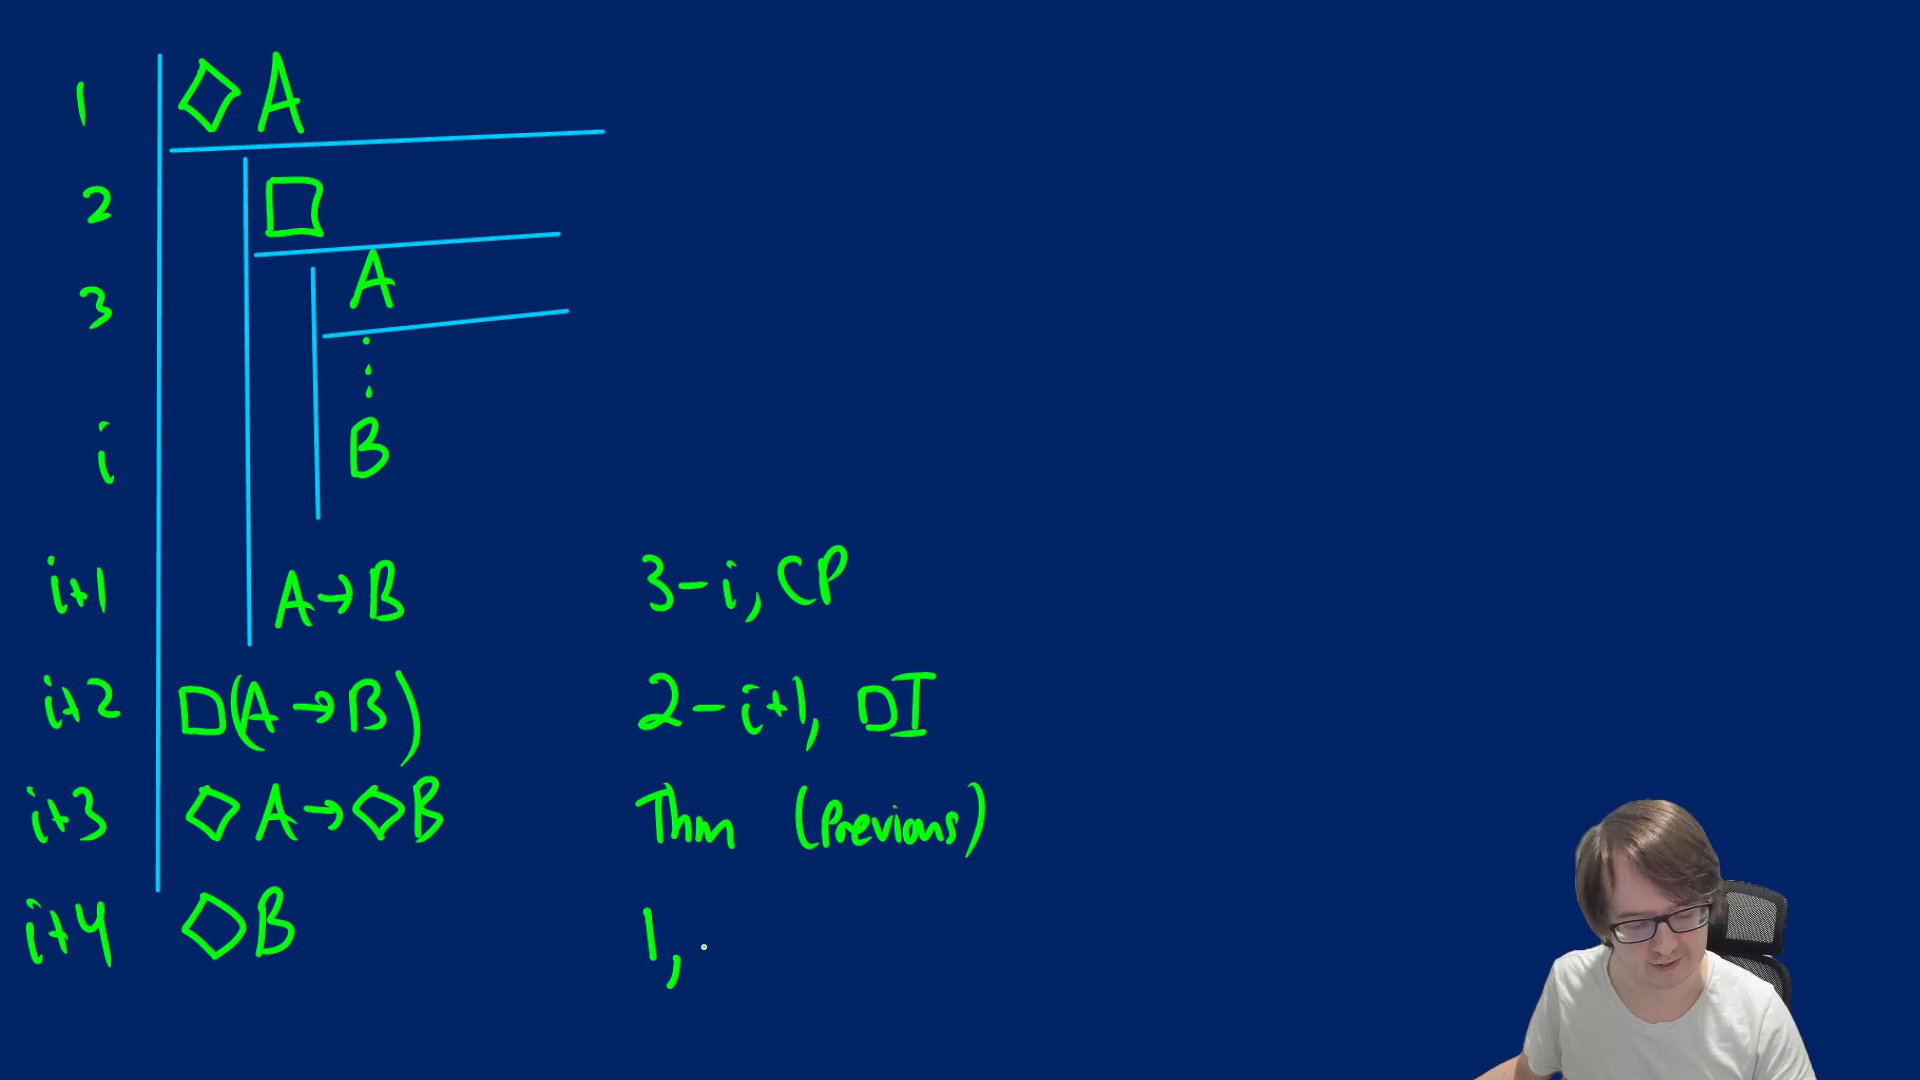 1 ◇A
2 □
3 A
⋮
i B
i+1 A→B 3-i, CP
i+2 □(A→B) 2-i+1, □I
i+3 ◇A→◇B Thm (Previous)
i+4 ◇B 1,